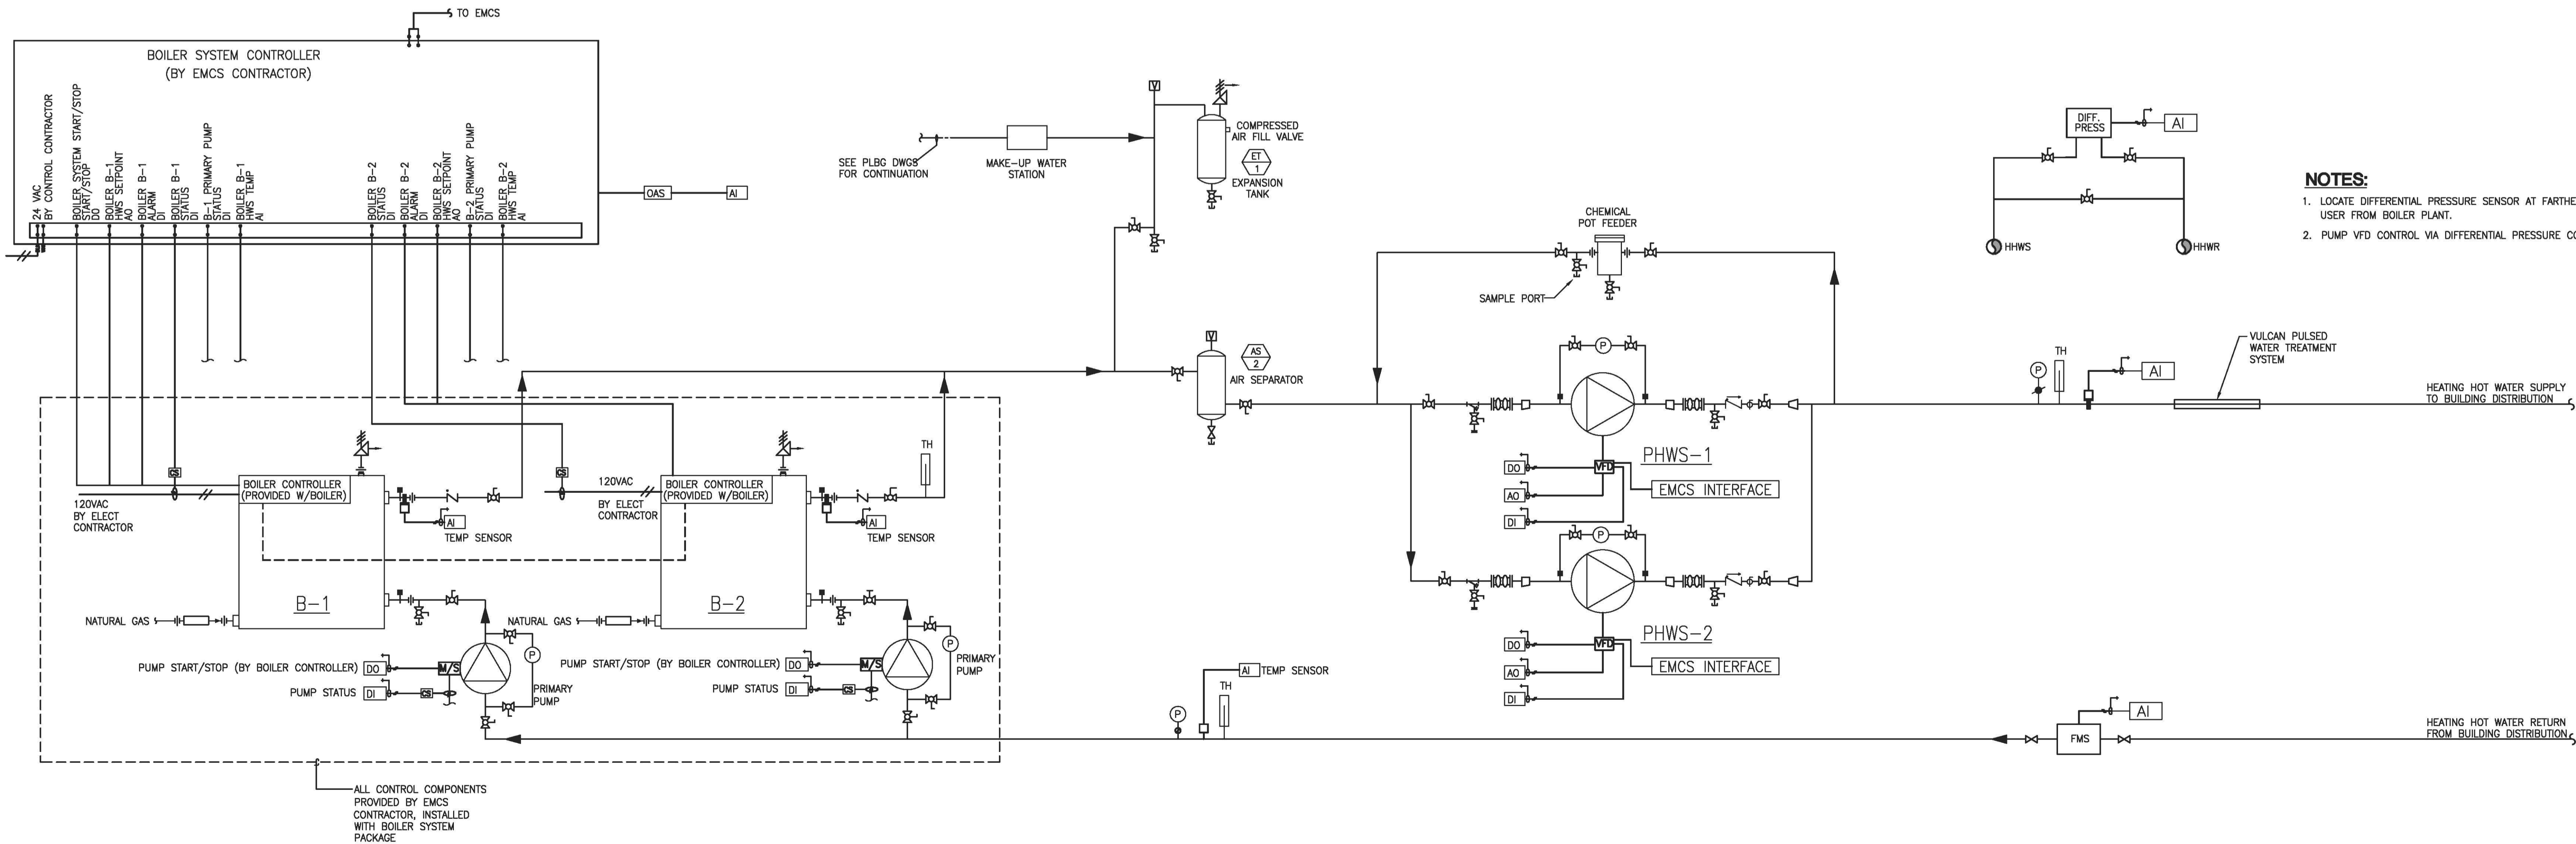 TO EMCS
BOILER SYSTEM CONTROLLER
(BY EMCS CONTRACTOR)
24 VAC
BY CONTROL CONTRACTOR
BOILER SYSTEM START/STOP
START/STOP
DO
BOILER B-1
HWS SETPOINT
AO
BOILER B-1
ALARM
DI
BOILER B-1
STATUS
DI
B-1 PRIMARY PUMP
STATUS
DI
BOILER B-1
HWS TEMP
AI
BOILER B-2
STATUS
DI
BOILER B-2
ALARM
DI
BOILER B-2
HWS SETPOINT
AO
B-2 PRIMARY PUMP
STATUS
DI
BOILER B-2
HWS TEMP
AI
OAS
AI
SEE PLBG DWGS
FOR CONTINUATION
MAKE-UP WATER
STATION
V
COMPRESSED
AIR FILL VALVE
ET
1
EXPANSION
TANK
CHEMICAL
POT FEEDER
SAMPLE PORT
V
AS
2
AIR SEPARATOR
DIFF.
PRESS
AI
HHWS
HHWR
NOTES:
1. LOCATE DIFFERENTIAL PRESSURE SENSOR AT FARTHE
USER FROM BOILER PLANT.
2. PUMP VFD CONTROL VIA DIFFERENTIAL PRESSURE CO
VULCAN PULSED
WATER TREATMENT
SYSTEM
P
TH
AI
HEATING HOT WATER SUPPLY
TO BUILDING DISTRIBUTION
P
PHWS-1
VFD
DO
AO
DI
EMCS INTERFACE
P
PHWS-2
VFD
DO
AO
DI
EMCS INTERFACE
CS
120VAC
BY ELECT
CONTRACTOR
BOILER CONTROLLER
(PROVIDED W/BOILER)
AI
TEMP SENSOR
B-1
NATURAL GAS
PUMP START/STOP (BY BOILER CONTROLLER)
DO
M/S
PUMP STATUS
DI
CS
P
PRIMARY
PUMP
CS
120VAC
BY ELECT
CONTRACTOR
BOILER CONTROLLER
(PROVIDED W/BOILER)
TH
AI
TEMP SENSOR
B-2
NATURAL GAS
PUMP START/STOP (BY BOILER CONTROLLER)
DO
M/S
PUMP STATUS
DI
CS
P
PRIMARY
PUMP
AI
TEMP SENSOR
P
TH
FMS
AI
HEATING HOT WATER RETURN
FROM BUILDING DISTRIBUTION
ALL CONTROL COMPONENTS
PROVIDED BY EMCS
CONTRACTOR, INSTALLED
WITH BOILER SYSTEM
PACKAGE